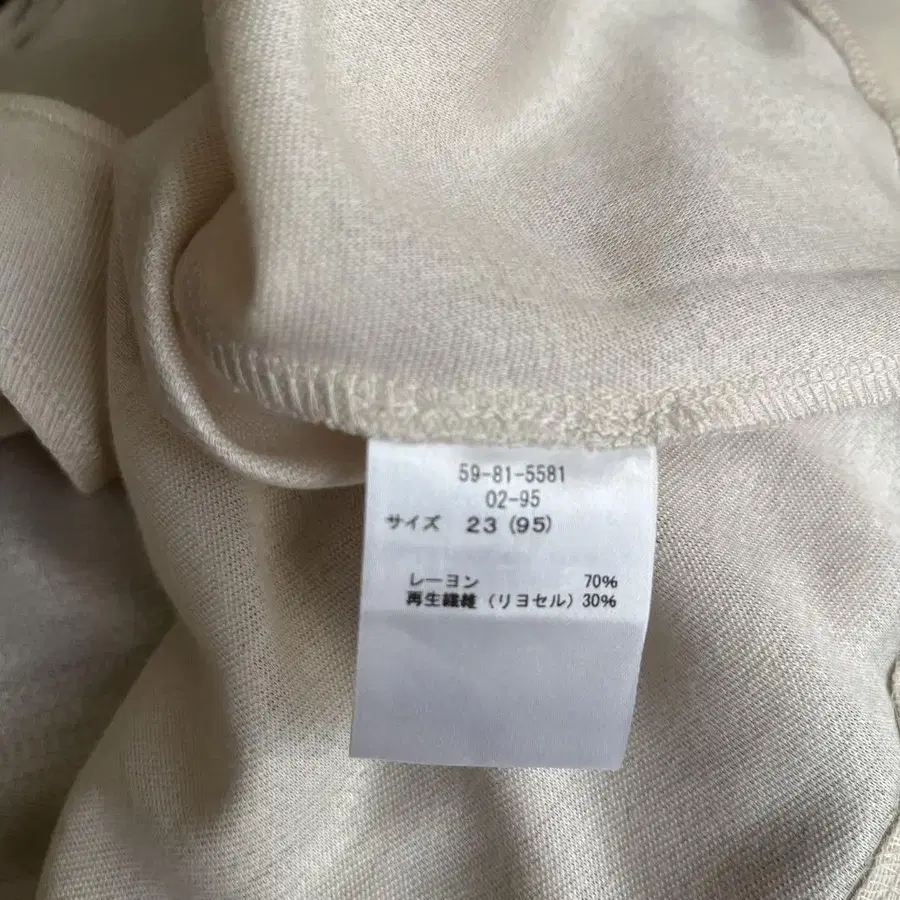 59-81-5581
02-95
サイズ 23 (95)
レーヨン 70%
再生繊維 (リヨセル) 30%